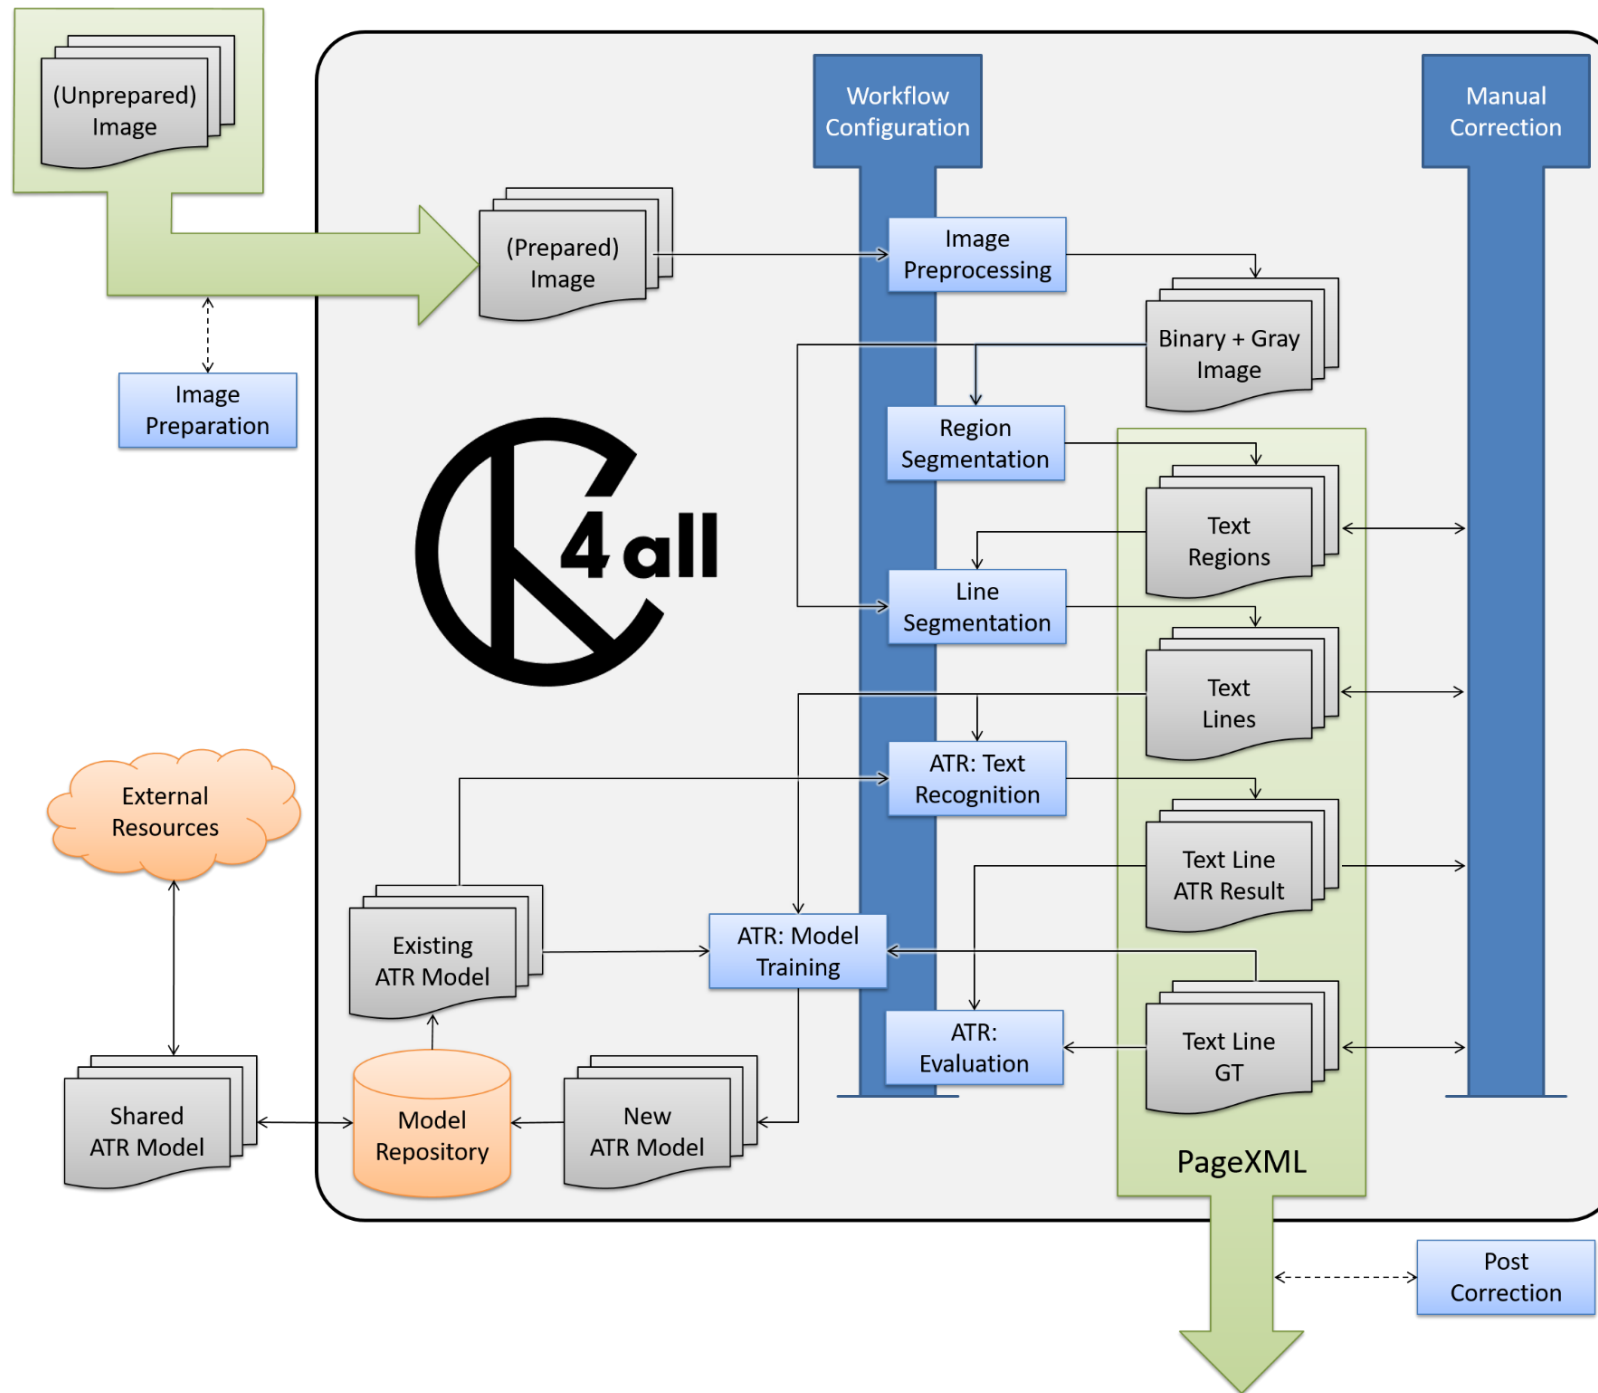 (Unprepared)
Image
Workflow
Configuration
Manual
Correction
(Prepared)
Image
Image
Preprocessing
Binary + Gray
Image
Image
Preparation
Region
Segmentation
4all
Text
Regions
Line
Segmentation
Text
Lines
External
Resources
ATR: Text
Recognition
Text Line
ATR Result
Existing
ATR Model
ATR: Model
Training
ATR:
Evaluation
Text Line
GT
Shared
ATR Model
Model
Repository
New
ATR Model
PageXML
Post
Correction